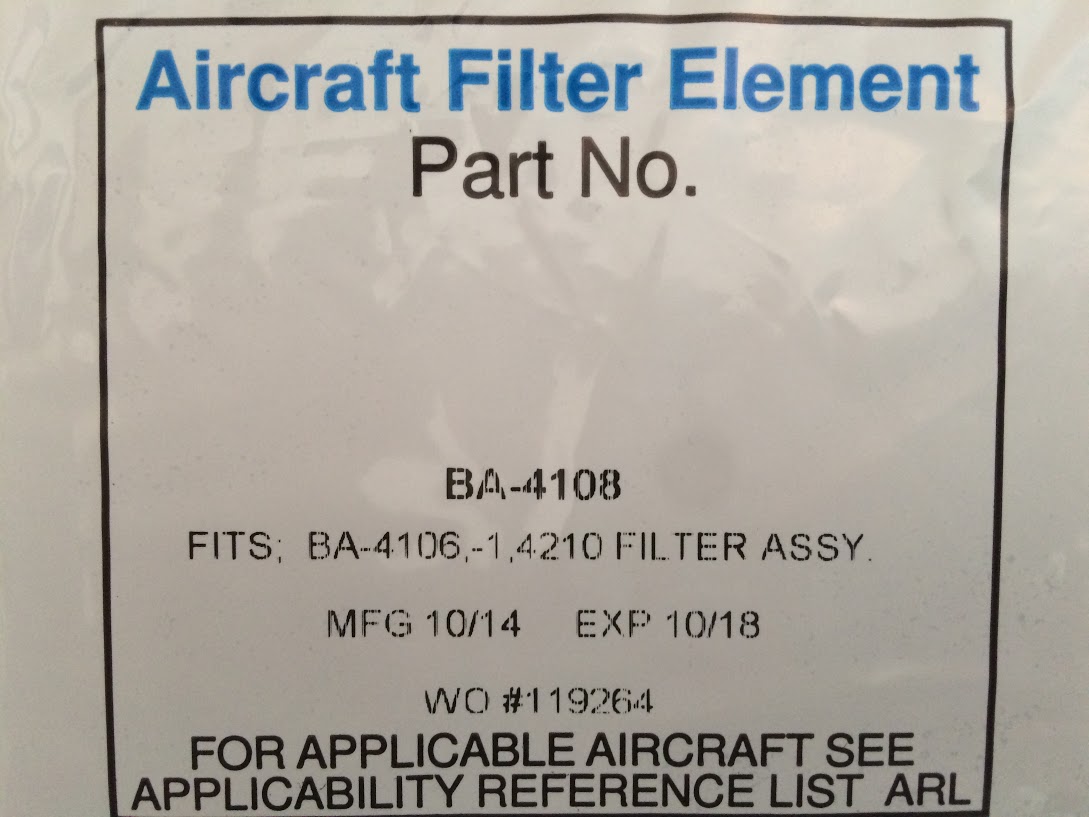 Aircraft Filter Element
Part No.
BA-4108
FITS; BA-4106,-1,4210 FILTER ASSY.
MFG 10/14 EXP 10/18
WO #119264
FOR APPLICABLE AIRCRAFT SEE
APPLICABILITY REFERENCE LIST ARL